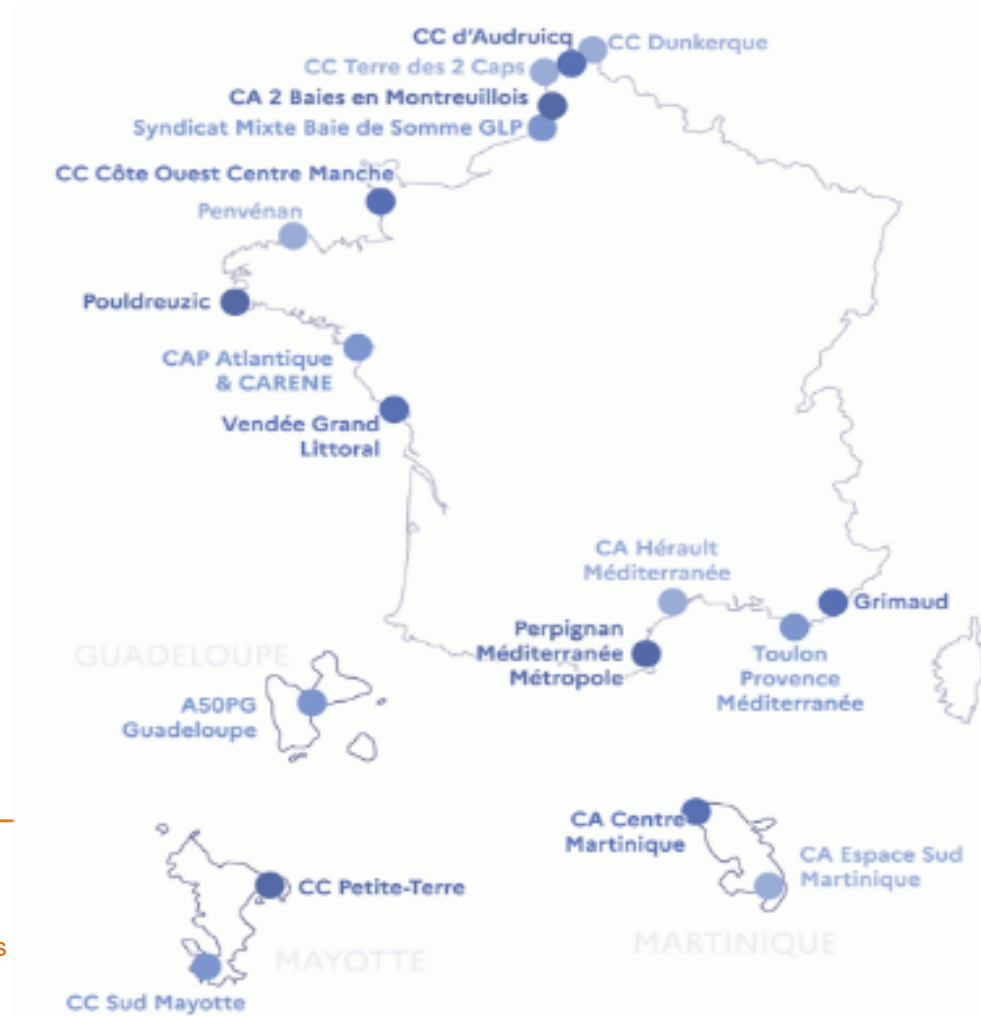 CC d'Audruicq
CC Dunkerque
CC Terre des 2 Caps
CA 2 Baies en Montreuillois
Syndicat Mixte Baie de Somme GLP
CC Côte Ouest Centre Manche
Penvénan
Pouldreuzic
CAP Atlantique
& CARENE
Vendée Grand
Littoral
CA Hérault
Méditerranée
Grimaud
Perpignan
Méditerranée
Métropole
Toulon
Provence
Méditerranée
GUADELOUPE
A50PG
Guadeloupe
CA Centre
Martinique
CA Espace Sud
Martinique
MARTINIQUE
CC Petite-Terre
MAYOTTE
s
CC Sud Mayotte